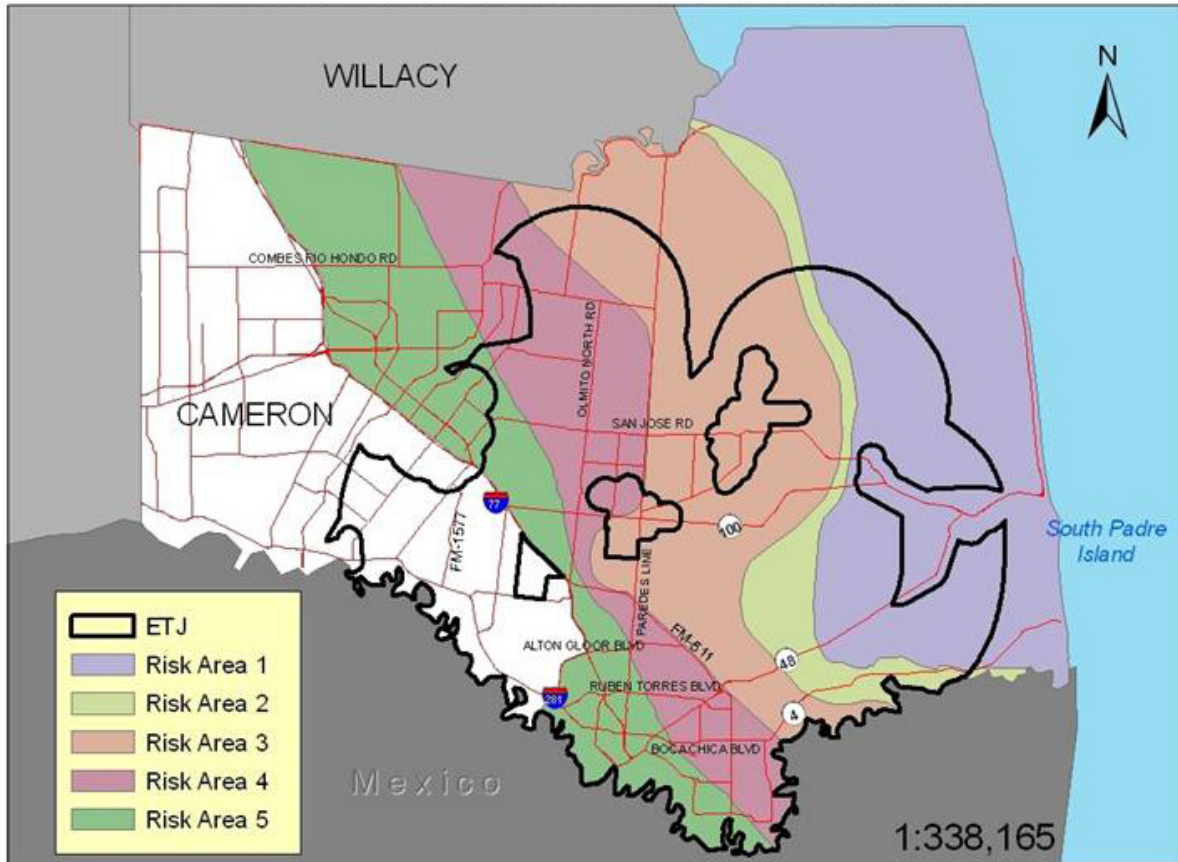 WILLACY
N
COMBES RIO HONDO RD
OLMITO NORTH RD
CAMERON
SAN JOSE RD
77
100
FM-1577
South Padre
Island
PAREDES LINE
FM-511
ALTON GLOOR BLVD
48
RUBEN TORRES BLVD
281
4
BOCA CHICA BLVD
Mexico
ETJ
Risk Area 1
Risk Area 2
Risk Area 3
Risk Area 4
Risk Area 5
1:338,165